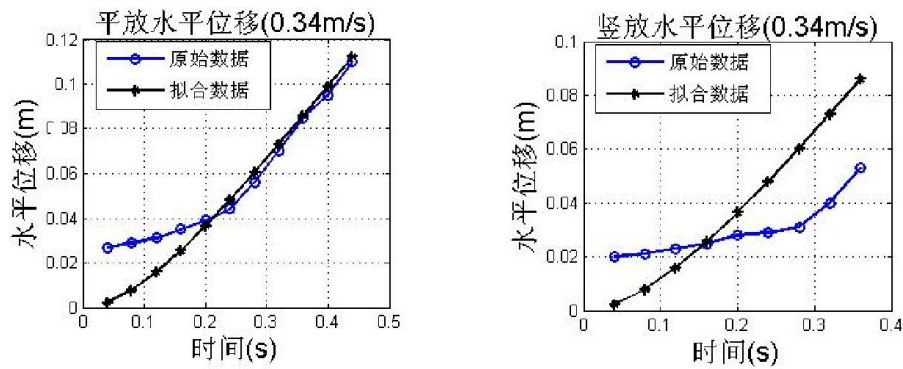 平放水平位移(0.34m/s)
0.12
0.1
0.08
0.06
0.04
0.02
0
原始数据
拟合数据
水平位移(m)
0 0.1 0.2 0.3 0.4 0.5
时间(s)
竖放水平位移(0.34m/s)
0.1
0.08
0.06
0.04
0.02
0
原始数据
拟合数据
水平位移(m)
0 0.1 0.2 0.3 0.4
时间(s)